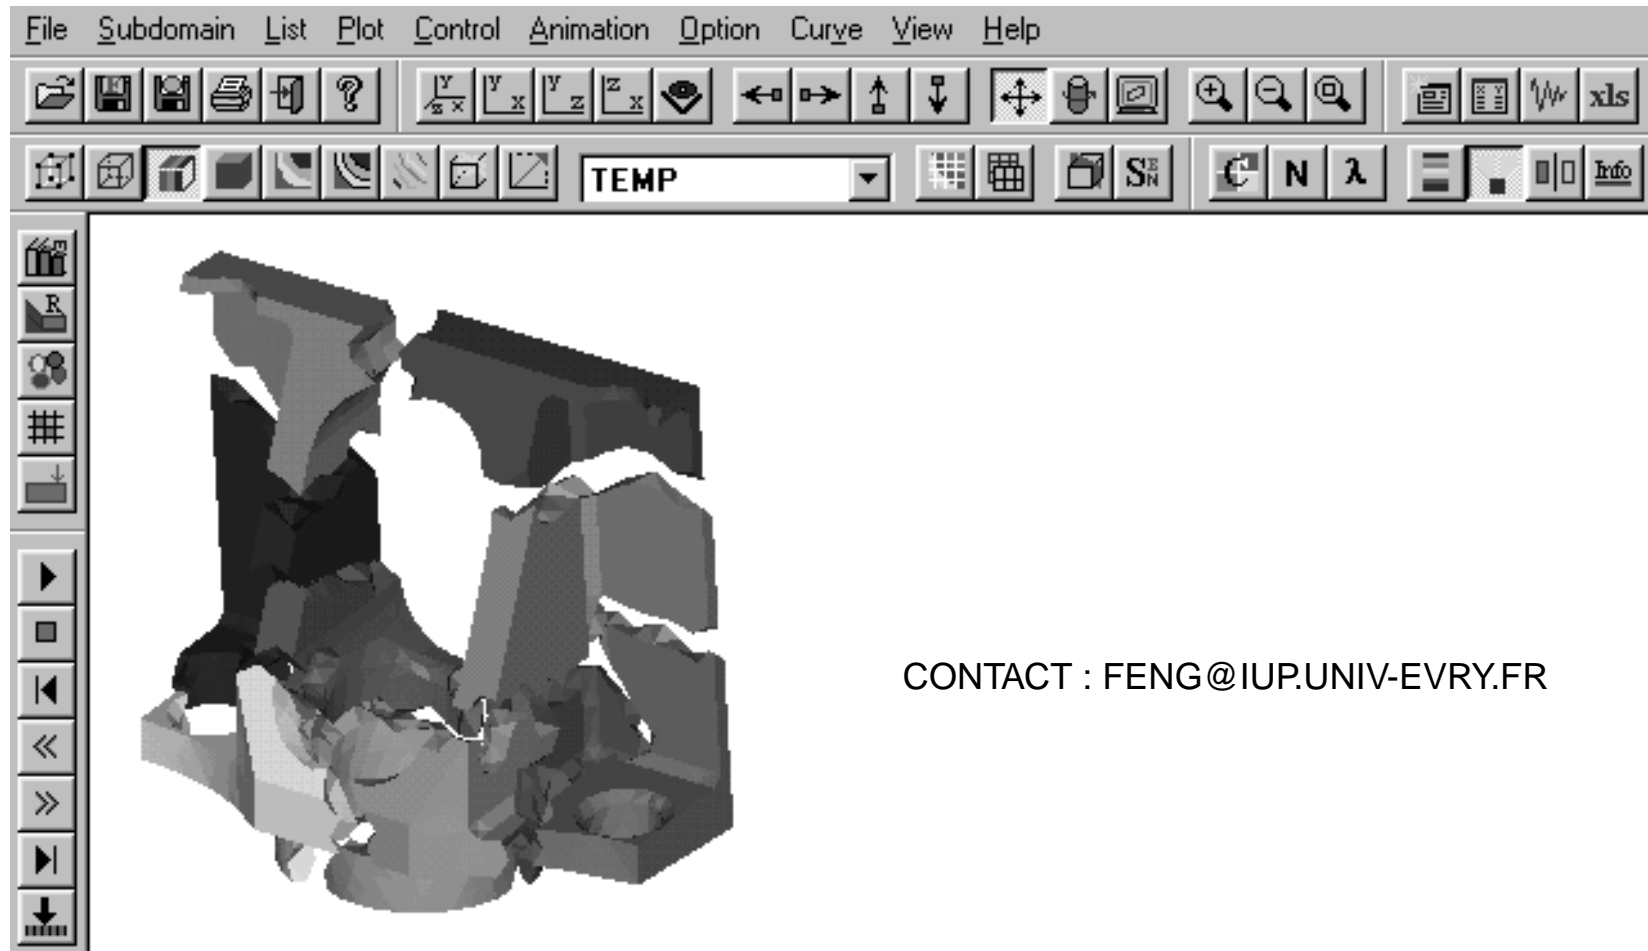 File Subdomain List Plot Control Animation Option Curve View Help
F ? Y z x Y x Y z z x xls
TEMP S E N C N λ Info
R
CONTACT : FENG@IUP.UNIV-EVRY.FR